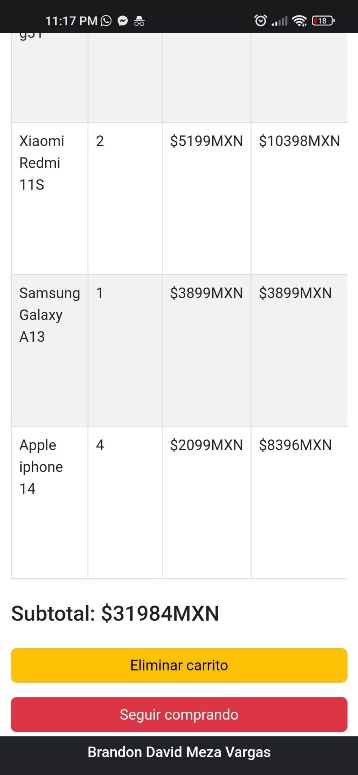 11:17 PM
18
g51
Xiaomi 2 $5199MXN $10398MXN
Redmi
11S
Samsung 1 $3899MXN $3899MXN
Galaxy
A13
Apple 4 $2099MXN $8396MXN
iphone
14
Subtotal: $31984MXN
Eliminar carrito
Seguir comprando
Brandon David Meza Vargas